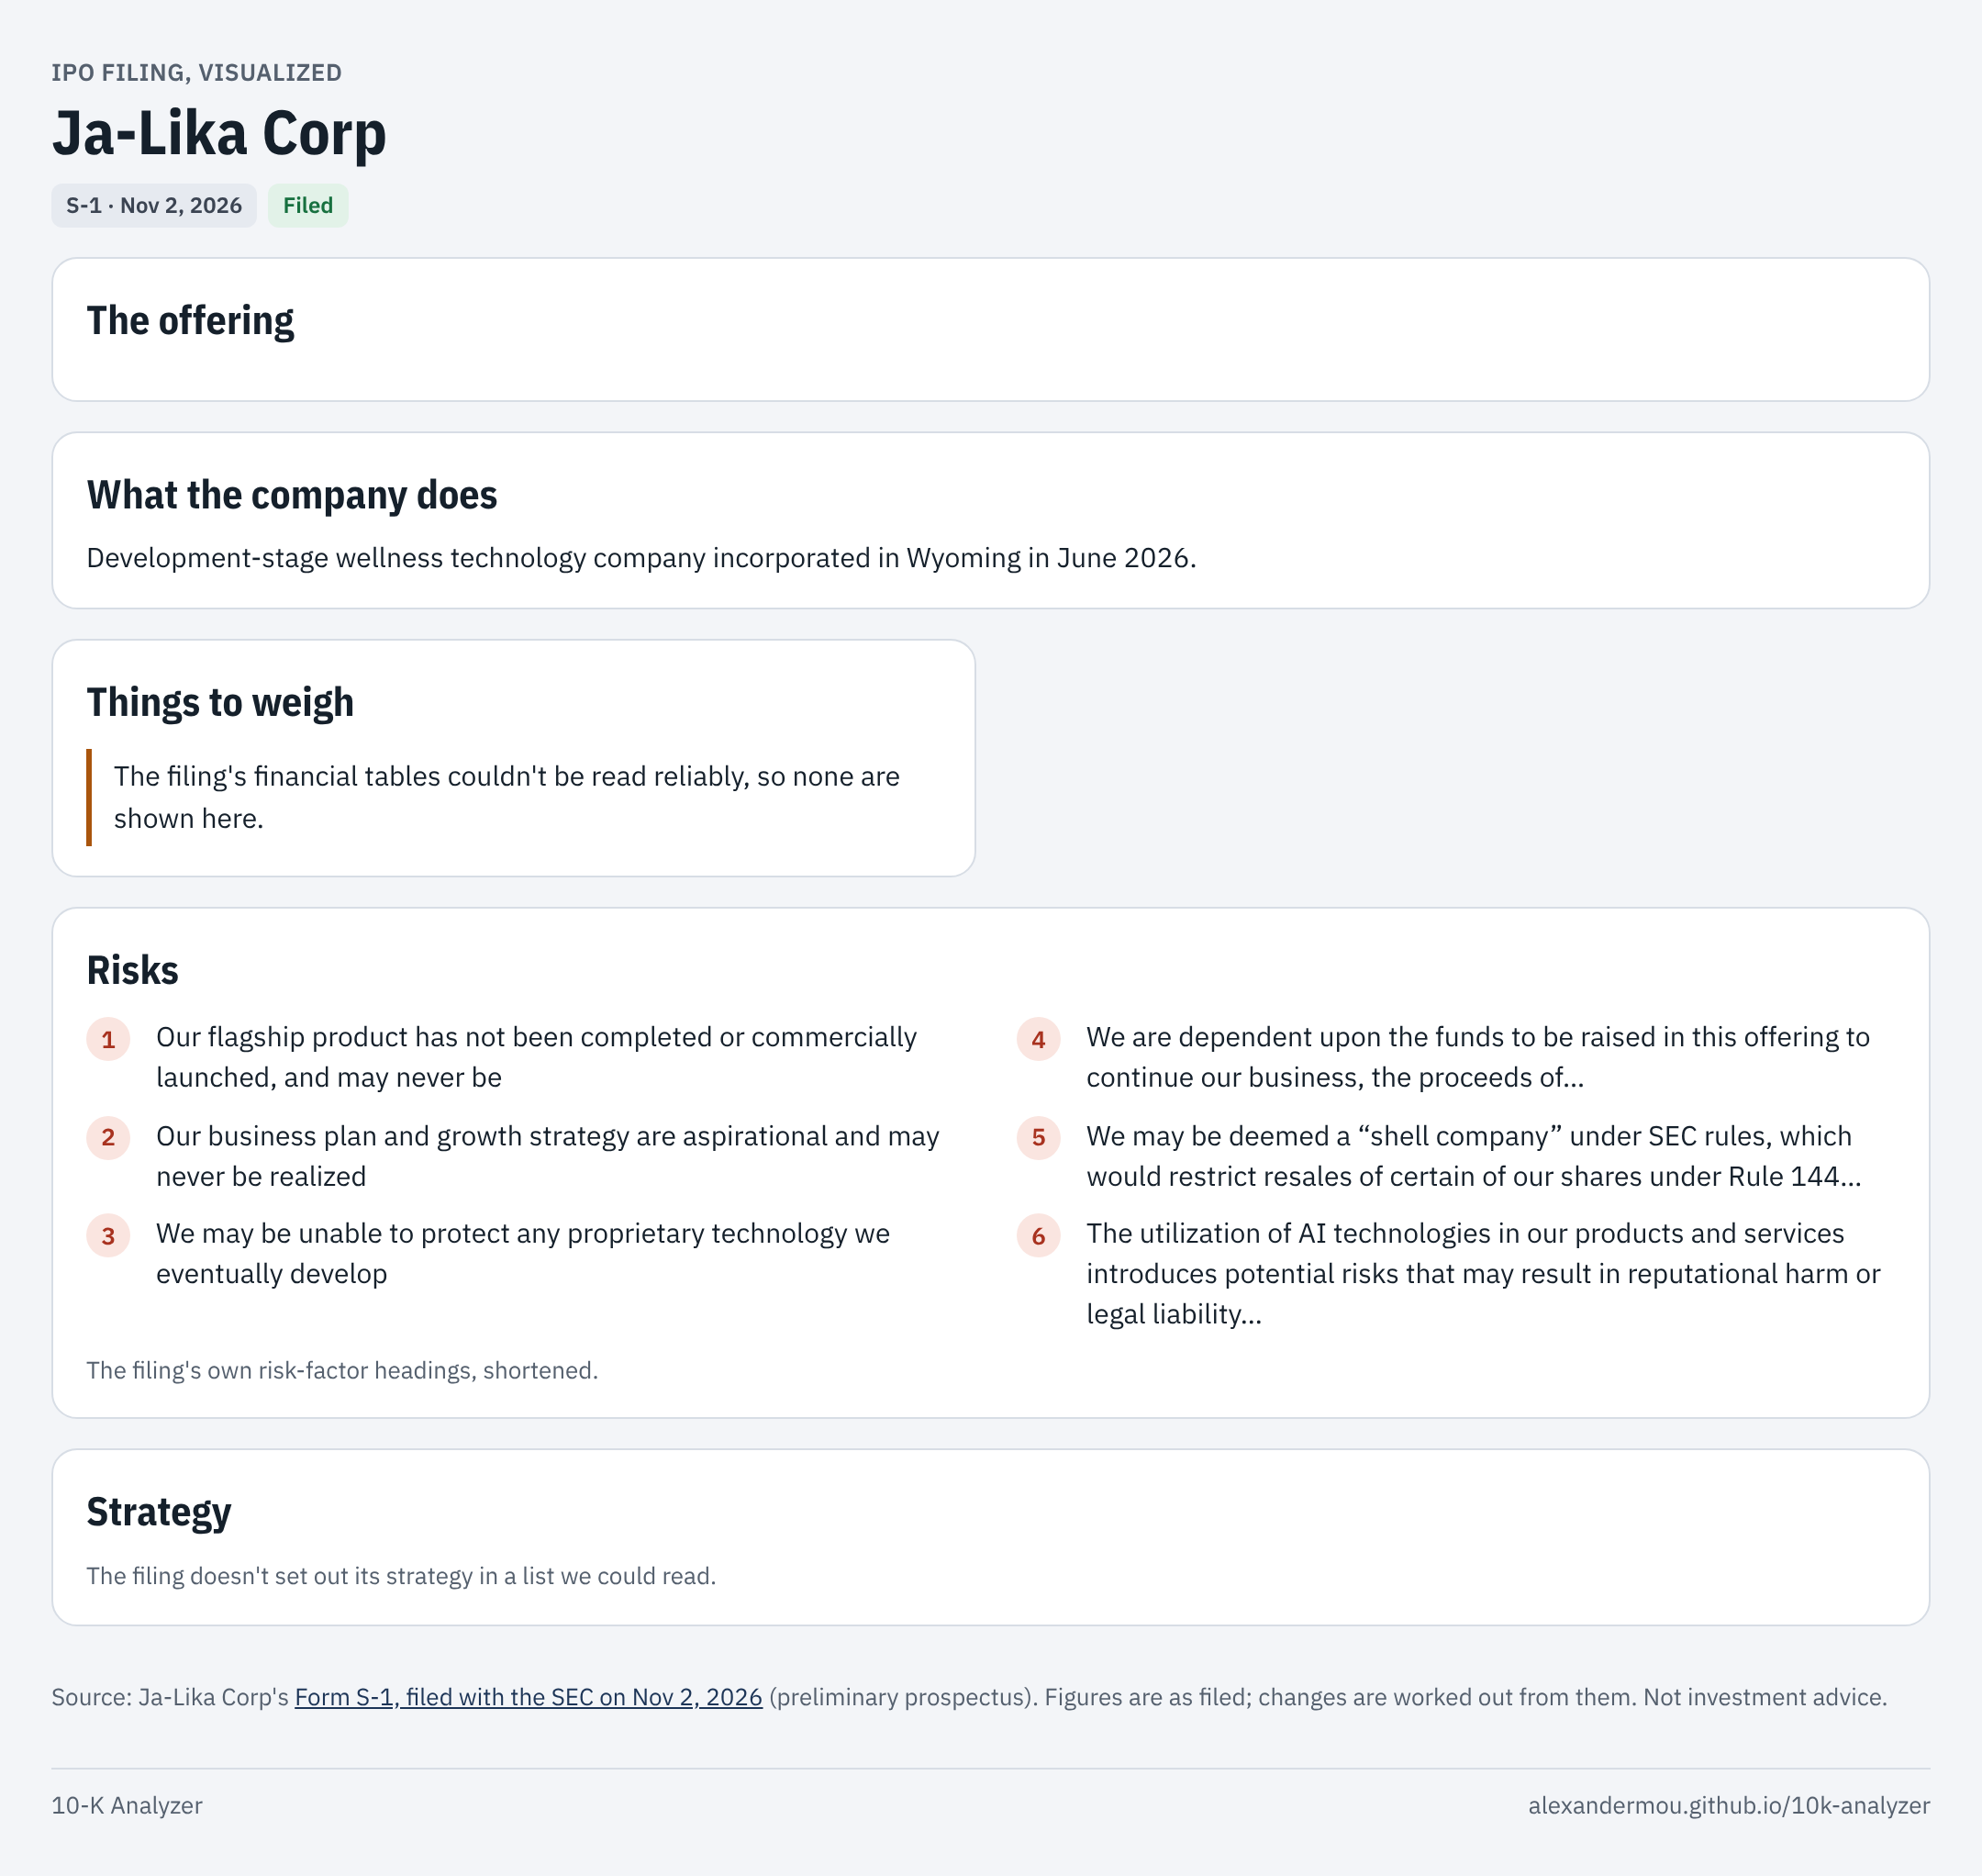 IPO FILING, VISUALIZED
Ja-Lika Corp
S-1 · Nov 2, 2026
Filed
The offering
What the company does
Development-stage wellness technology company incorporated in Wyoming in June 2026.
Things to weigh
The filing's financial tables couldn't be read reliably, so none are
shown here.
Risks
1
Our flagship product has not been completed or commercially
launched, and may never be
2
Our business plan and growth strategy are aspirational and may
never be realized
3
We may be unable to protect any proprietary technology we
eventually develop
4
We are dependent upon the funds to be raised in this offering to
continue our business, the proceeds of…
5
We may be deemed a “shell company” under SEC rules, which
would restrict resales of certain of our shares under Rule 144…
6
The utilization of AI technologies in our products and services
introduces potential risks that may result in reputational harm or
legal liability…
The filing's own risk-factor headings, shortened.
Strategy
The filing doesn't set out its strategy in a list we could read.
Source: Ja-Lika Corp's Form S-1, filed with the SEC on Nov 2, 2026 (preliminary prospectus). Figures are as filed; changes are worked out from them. Not investment advice.
10-K Analyzer
alexandermou.github.io/10k-analyzer